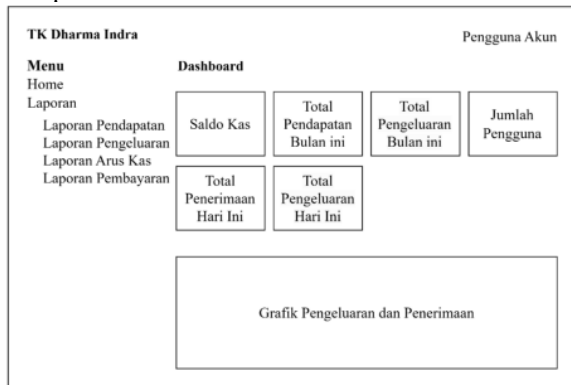 TK Dharma Indra
Pengguna Akun
Menu
Home
Laporan
Laporan Pendapatan
Laporan Pengeluaran
Laporan Arus Kas
Laporan Pembayaran
Dashboard
Saldo Kas
Total
Pendapatan
Bulan ini
Total
Pengeluaran
Bulan ini
Jumlah
Pengguna
Total
Penerimaan
Hari Ini
Total
Pengeluaran
Hari Ini
Grafik Pengeluaran dan Penerimaan